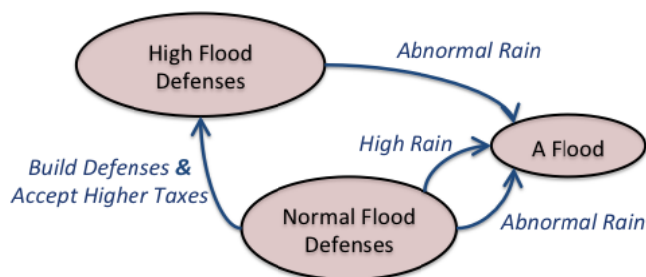 High Flood
Defenses
Abnormal Rain
High Rain
A Flood
Build Defenses &
Accept Higher Taxes
Normal Flood
Defenses
Abnormal Rain